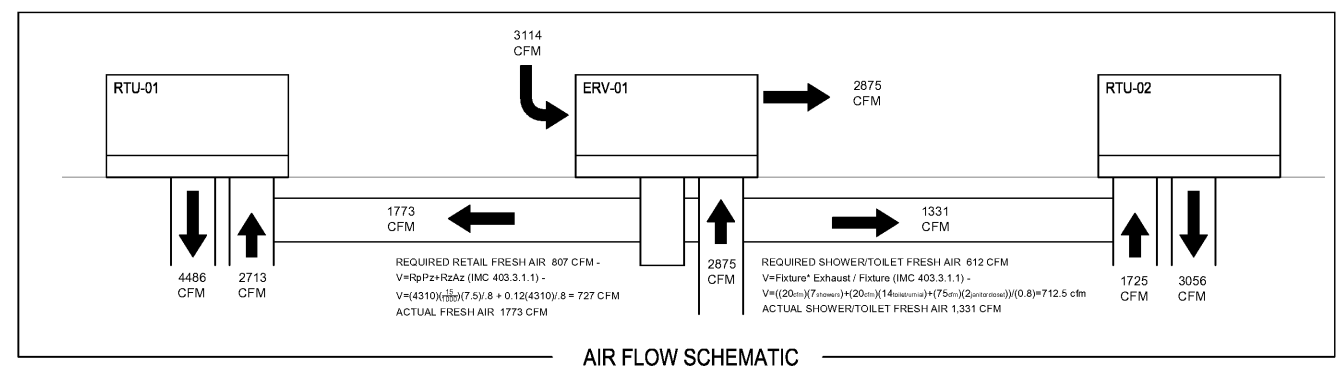 3114
CFM
RTU-01
ERV-01
2875
CFM
RTU-02
1773
CFM
1331
CFM
4486
CFM
2713
CFM
REQUIRED RETAIL FRESH AIR 807 CFM -
V=RpPz+RzAz (IMC 403.3.1.1) -
V=(4310)(15/1000)(7.5)/.8 + 0.12(4310)/.8 = 727 CFM
ACTUAL FRESH AIR 1773 CFM
2875
CFM
REQUIRED SHOWER/TOILET FRESH AIR 612 CFM
V=Fixture* Exhaust / Fixture (IMC 403.3.1.1) -
V=((20cfm)(7showers)+(20cfm)(14toilet/urnial)+(75cfm)(2janitorcloset))/(0.8)=712.5 cfm
ACTUAL SHOWER/TOILET FRESH AIR 1,331 CFM
1725
CFM
3056
CFM
AIR FLOW SCHEMATIC